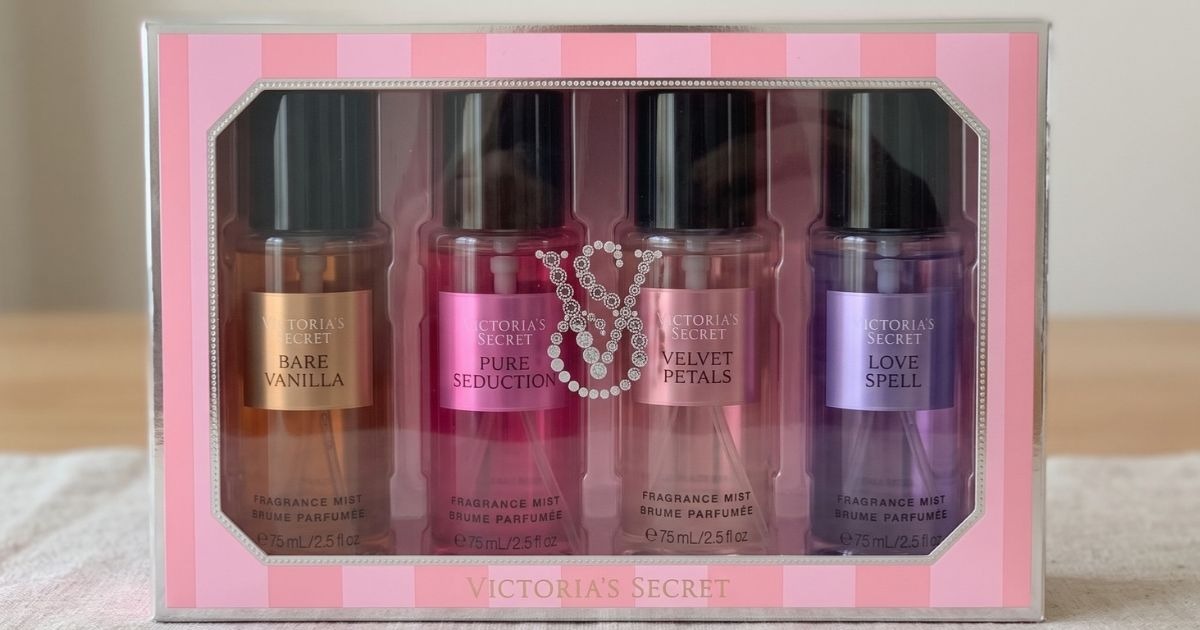 VICTORIA'S
SECRET
BARE
VANILLA
FRAGRANCE MIST
BRUME PARFUMÉE
℮ 75 mL/2.5 fl oz
VICTORIA'S
SECRET
PURE
SEDUCTION
FRAGRANCE MIST
BRUME PARFUMÉE
℮ 75 mL/2.5 fl oz
VS
VICTORIA'S
SECRET
VELVET
PETALS
FRAGRANCE MIST
BRUME PARFUMÉE
℮ 75 mL/2.5 fl oz
VICTORIA'S
SECRET
LOVE
SPELL
FRAGRANCE MIST
BRUME PARFUMÉE
℮ 75 mL/2.5 fl oz
VICTORIA'S SECRET